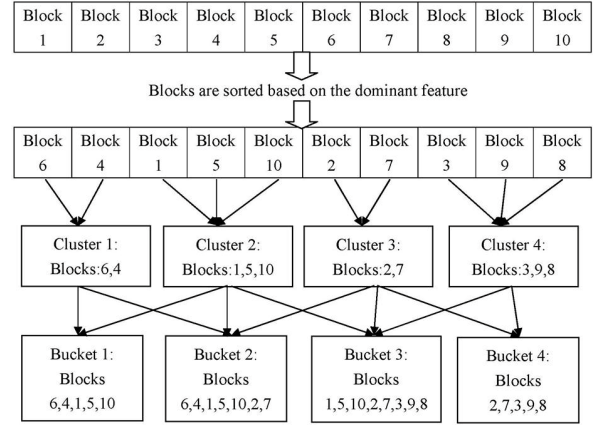 Block Block Block Block Block Block Block Block Block Block
1 2 3 4 5 6 7 8 9 10
Blocks are sorted based on the dominant feature
Block Block Block Block Block Block Block Block Block Block
6 4 1 5 10 2 7 3 9 8
Cluster 1:
Blocks:6,4
Cluster 2:
Blocks:1,5,10
Cluster 3:
Blocks:2,7
Cluster 4:
Blocks:3,9,8
Bucket 1:
Blocks
6,4,1,5,10
Bucket 2:
Blocks
6,4,1,5,10,2,7
Bucket 3:
Blocks
1,5,10,2,7,3,9,8
Bucket 4:
Blocks
2,7,3,9,8